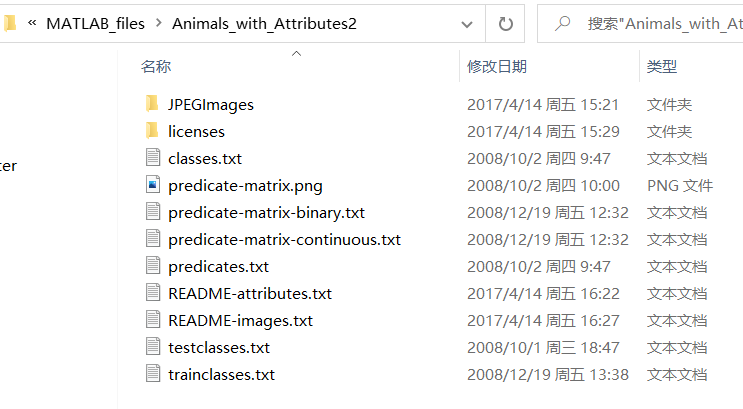 « MATLAB_files > Animals_with_Attributes2 搜索"Animals_with_At
名称 修改日期 类型
JPEGImages 2017/4/14 周五 15:21 文件夹
licenses 2017/4/14 周五 15:29 文件夹
ter
classes.txt 2008/10/2 周四 9:47 文本文档
predicate-matrix.png 2008/10/2 周四 10:00 PNG 文件
predicate-matrix-binary.txt 2008/12/19 周五 12:32 文本文档
predicate-matrix-continuous.txt 2008/12/19 周五 12:32 文本文档
predicates.txt 2008/10/2 周四 9:47 文本文档
README-attributes.txt 2017/4/14 周五 16:22 文本文档
README-images.txt 2017/4/14 周五 16:27 文本文档
testclasses.txt 2008/10/1 周三 18:47 文本文档
trainclasses.txt 2008/12/19 周五 13:38 文本文档